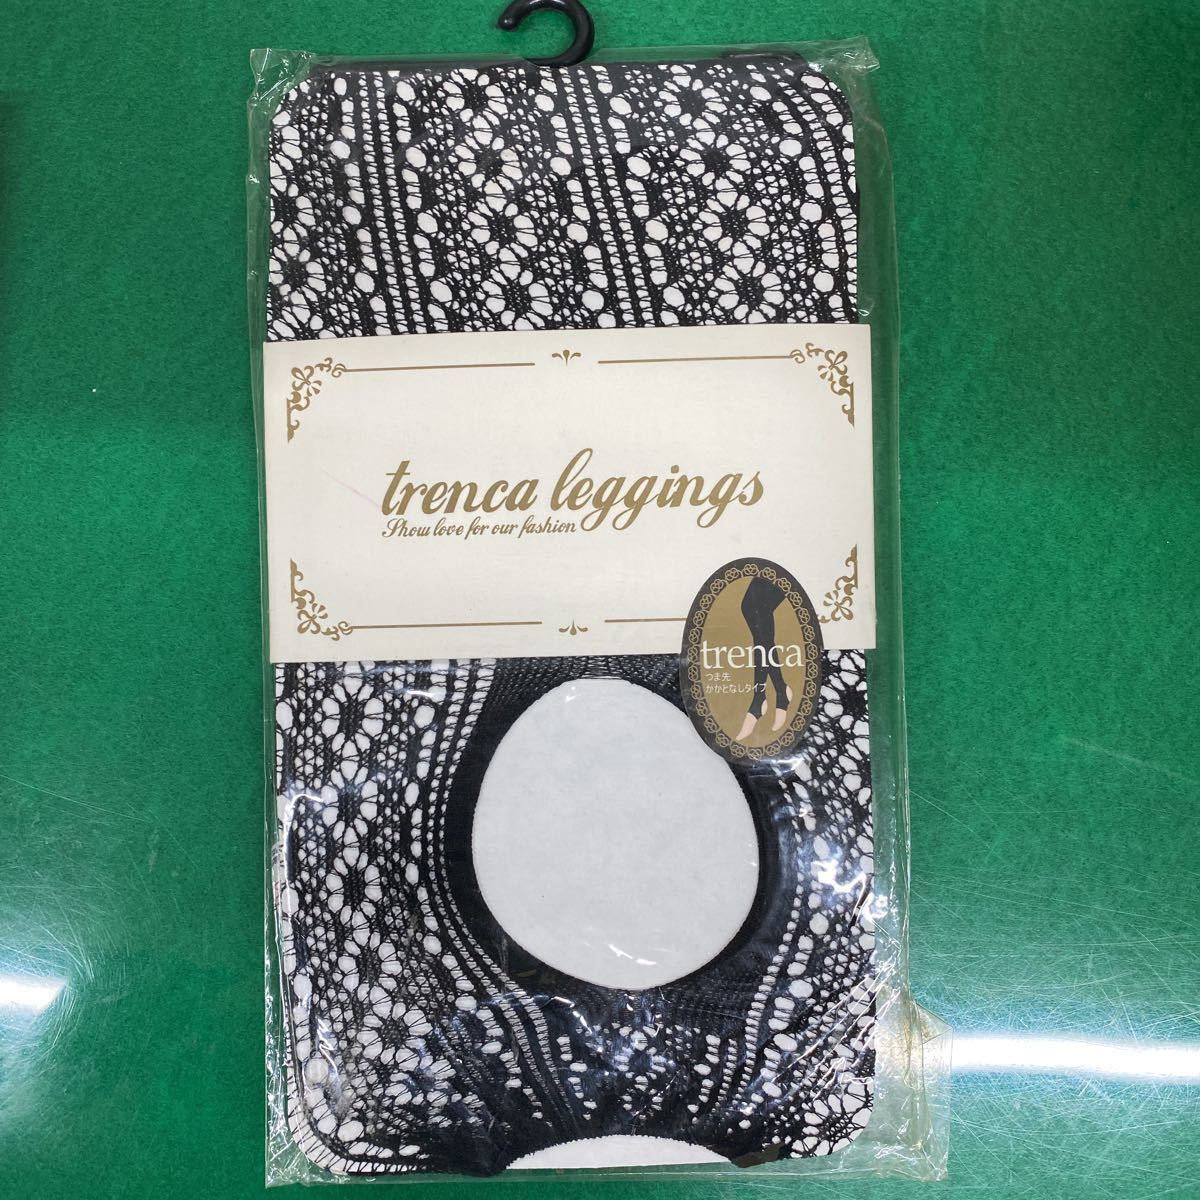 trenca leggings
Show love for our fashion
trenca
つま先
かかとなしタイプ